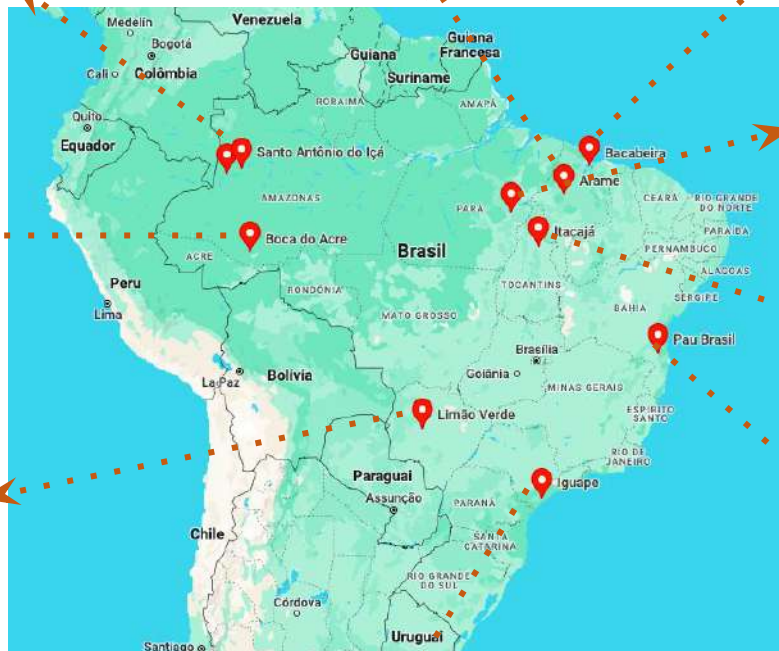 Medelín
Venezuela
Bogotá
Cali
Colômbia
Guiana
Guiana
Francesa
Suriname
RORAIMA
AMAPÁ
Quito
Equador
Santo Antônio do Içá
Bacabeira
Arame
AMAZONAS
PARÁ
CEARÁ
RIO GRANDE
DO NORTE
Itacajá
PARAÍBA
Boca do Acre
Brasil
PERNAMBUCO
ACRE
ALAGOAS
Peru
RONDÔNIA
TOCANTINS
SERGIPE
Lima
MATO GROSSO
BAHIA
Pau Brasil
Brasília
La Paz
Bolívia
Goiânia
MINAS GERAIS
Limão Verde
ESPÍRITO
SANTO
RIO DE
JANEIRO
Paraguai
Iguape
Assunção
PARANÁ
Chile
SANTA
CATARINA
RIO GRANDE
DO SUL
Córdova
Uruguai
Santiago